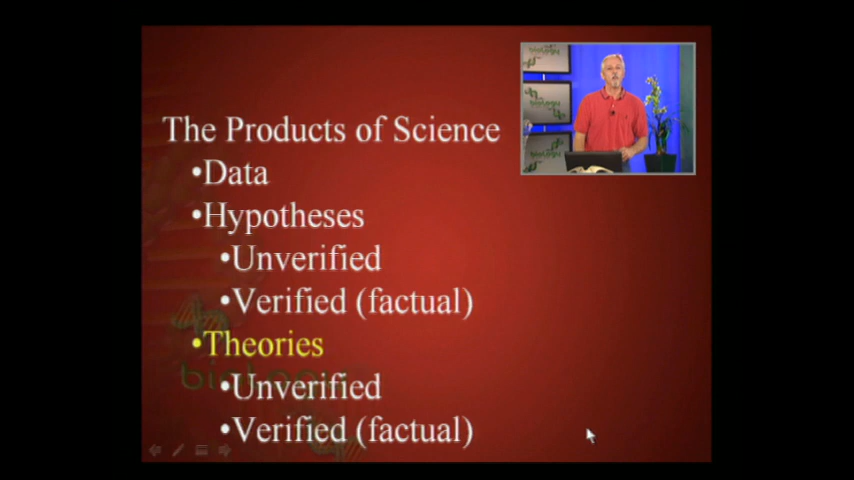 The Products of Science
•Data
•Hypotheses
•Unverified
•Verified (factual)
•Theories
•Unverified
•Verified (factual)